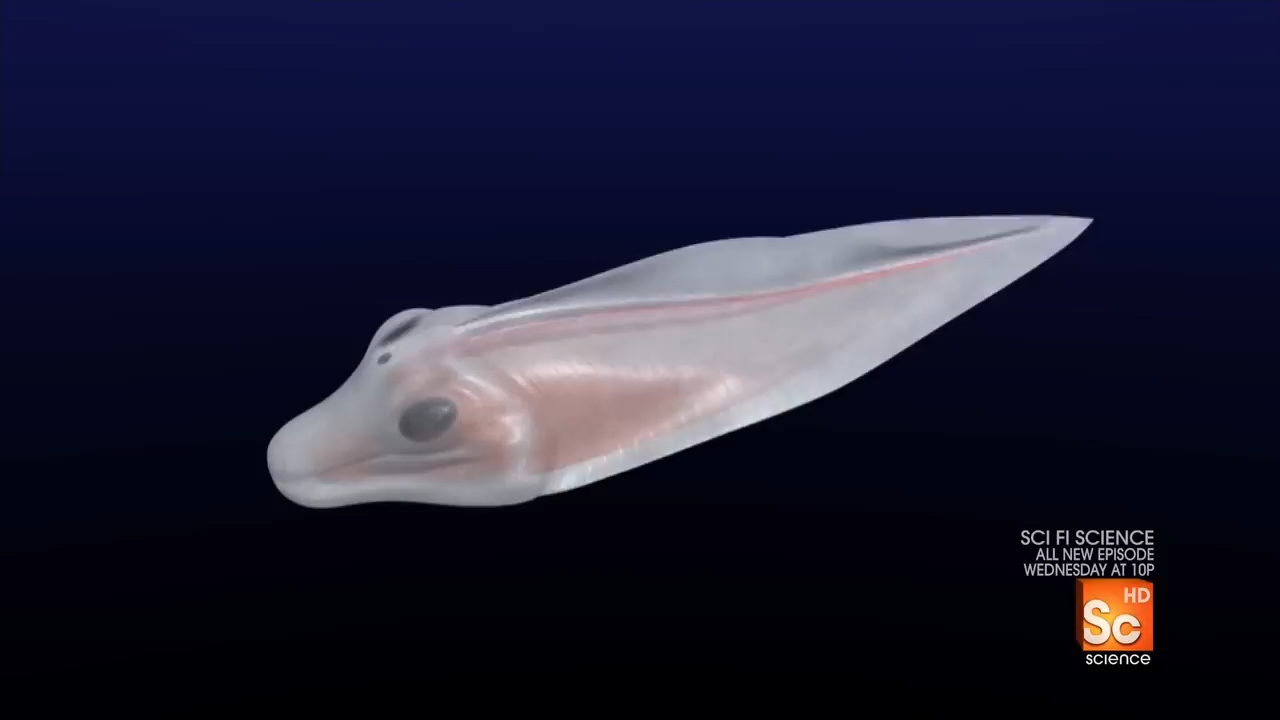 SCI FI SCIENCE
ALL NEW EPISODE
WEDNESDAY AT 10P
HD
Sc
science